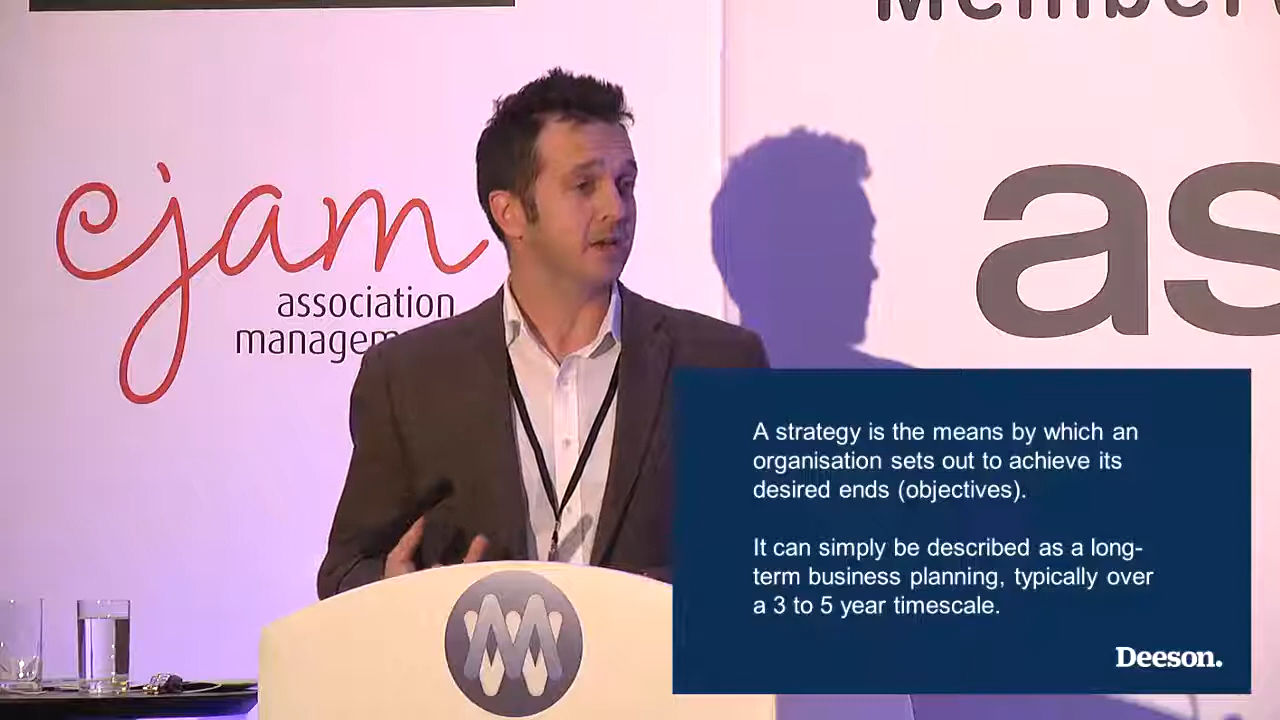 cjam
association
managem
as
A strategy is the means by which an
organisation sets out to achieve its
desired ends (objectives).
It can simply be described as a long-
term business planning, typically over
a 3 to 5 year timescale.
Deeson.